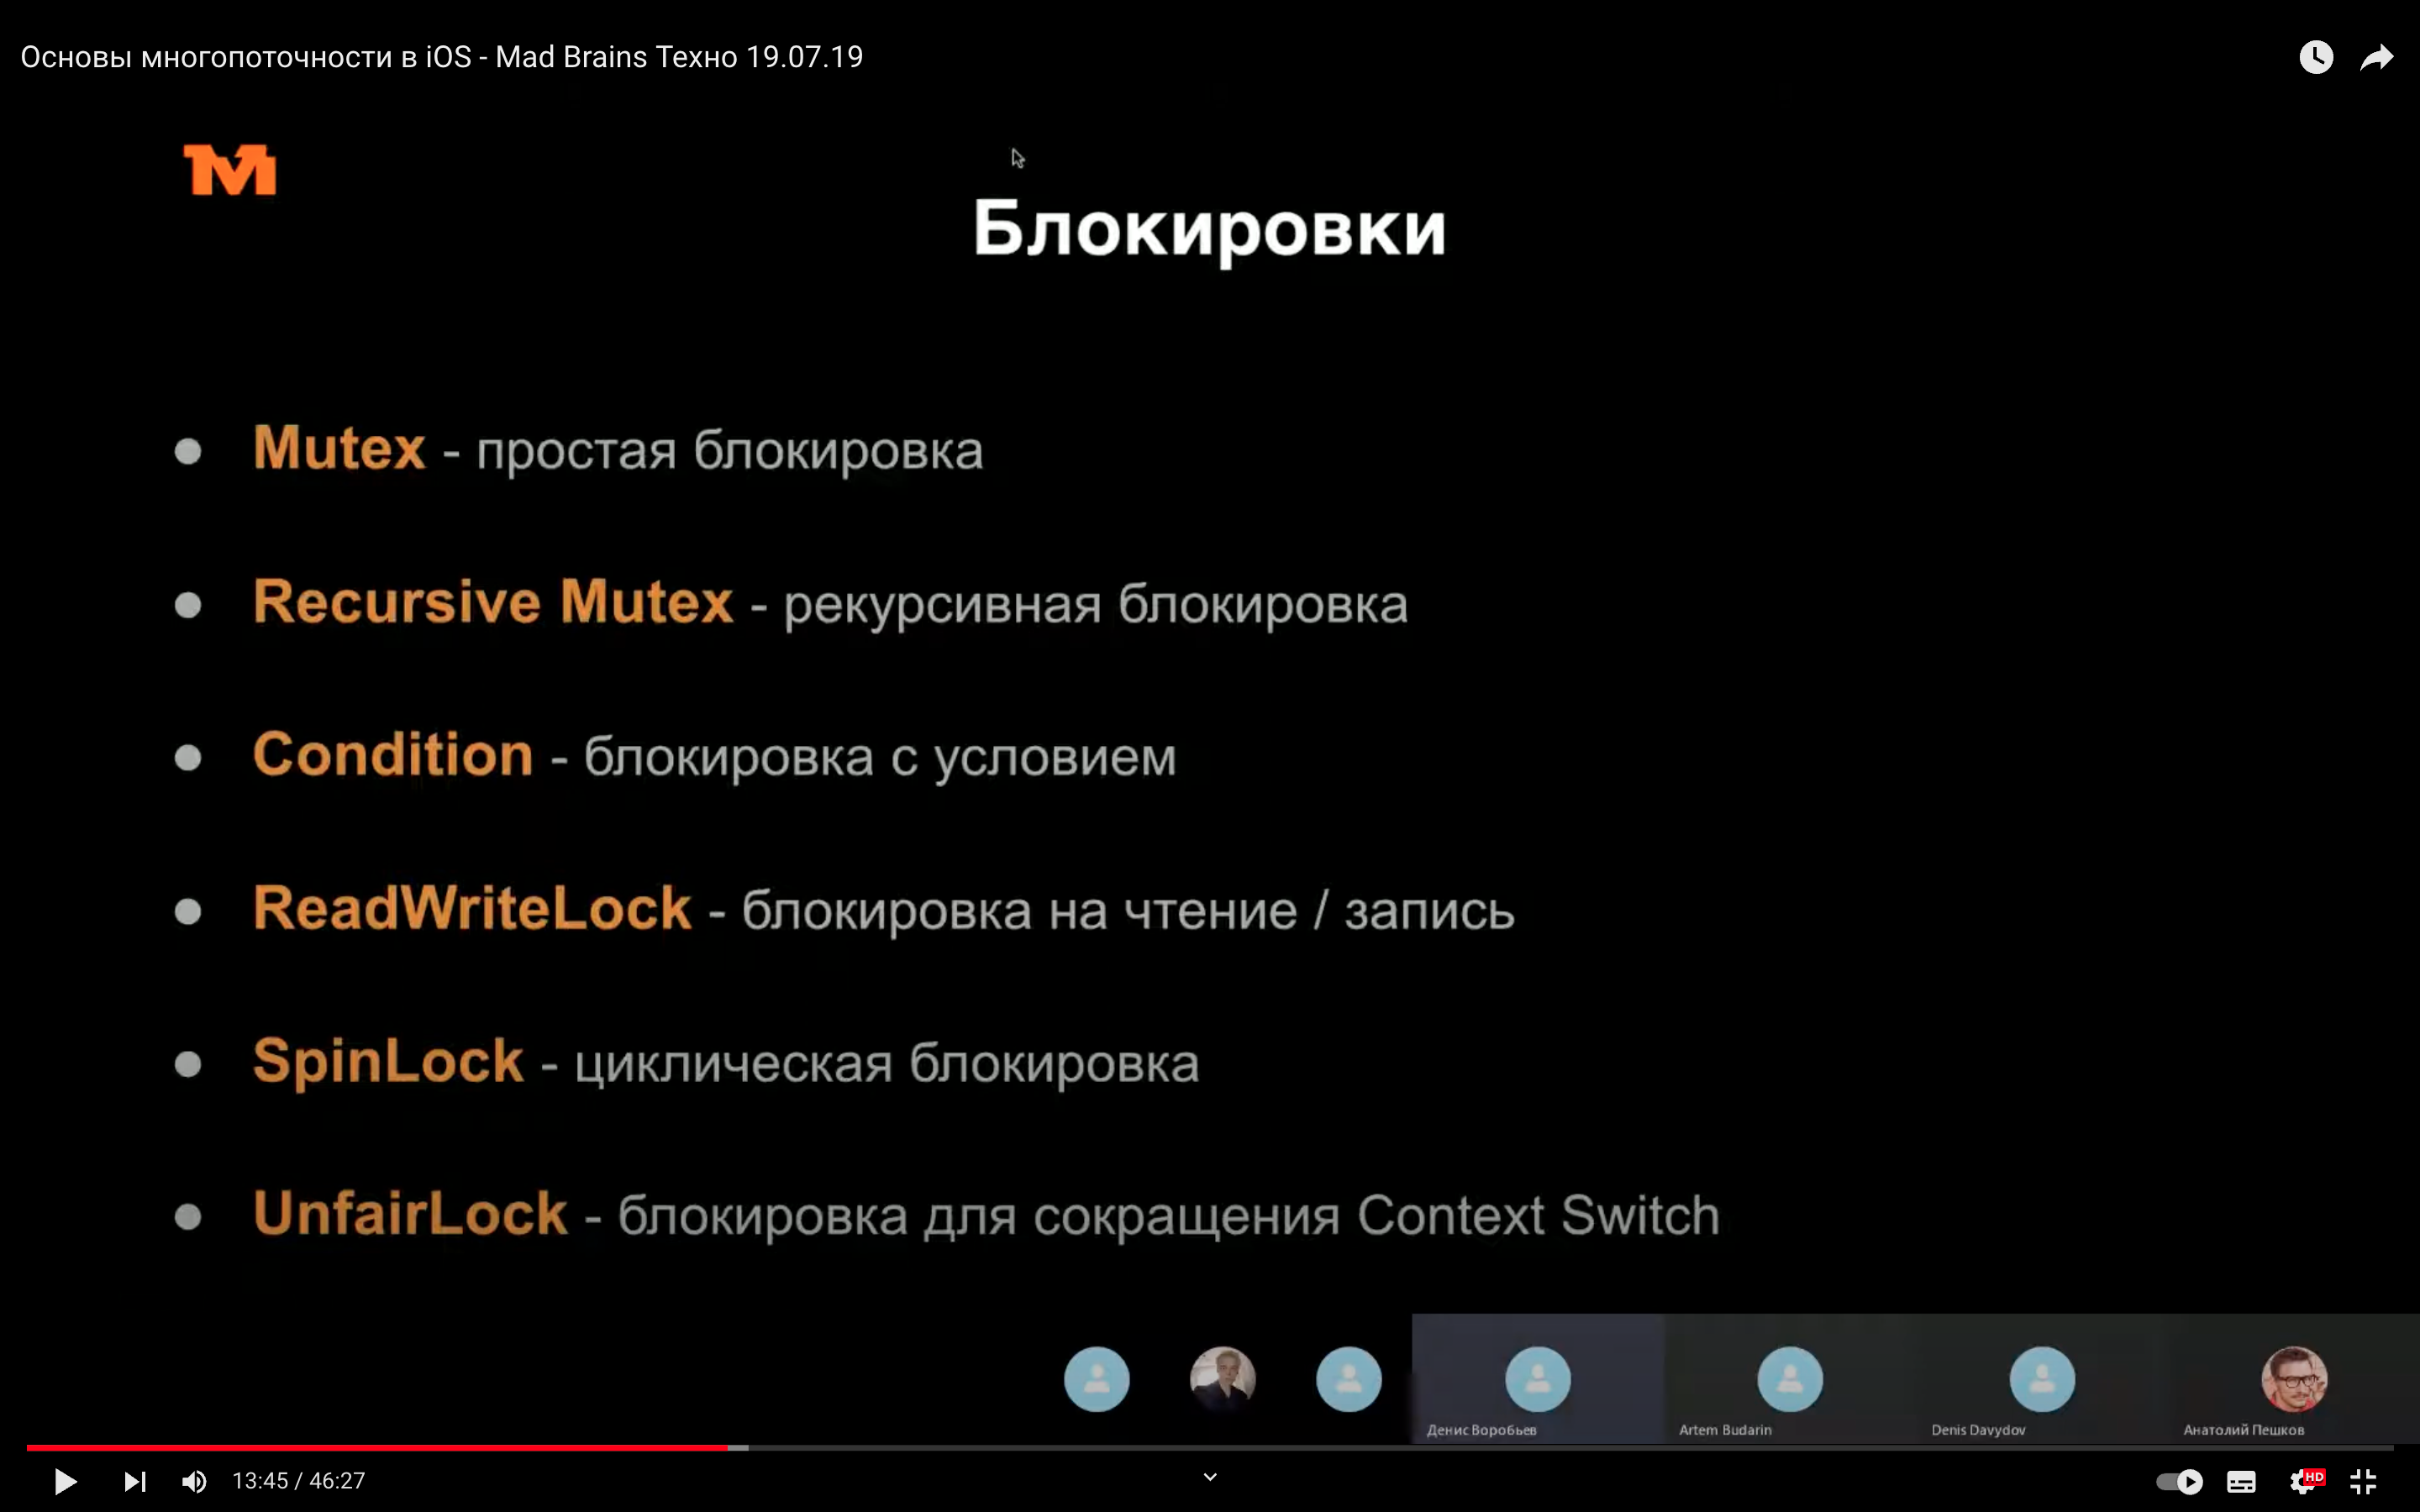 Основы многопоточности в iOS - Mad Brains Техно 19.07.19
Блокировки
Mutex - простая блокировка
Recursive Mutex - рекурсивная блокировка
Condition - блокировка с условием
ReadWriteLock - блокировка на чтение / запись
SpinLock - циклическая блокировка
UnfairLock - блокировка для сокращения Context Switch
Денис Воробьев
Artem Budarin
Denis Davydov
Анатолий Пешков
13:45 / 46:27
HD